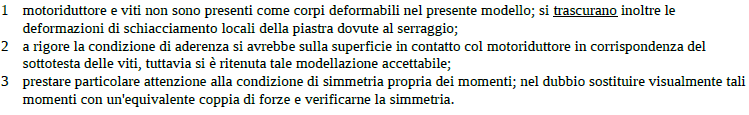 1 motoriduttore e viti non sono presenti come corpi deformabili nel presente modello; si trascurano inoltre le
deformazioni di schiacciamento locali della piastra dovute al serraggio;
2 a rigore la condizione di aderenza si avrebbe sulla superficie in contatto col motoriduttore in corrispondenza del
sottotesta delle viti, tuttavia si è ritenuta tale modellazione accettabile;
3 prestare particolare attenzione alla condizione di simmetria propria dei momenti; nel dubbio sostituire visualmente tali
momenti con un'equivalente coppia di forze e verificarne la simmetria.